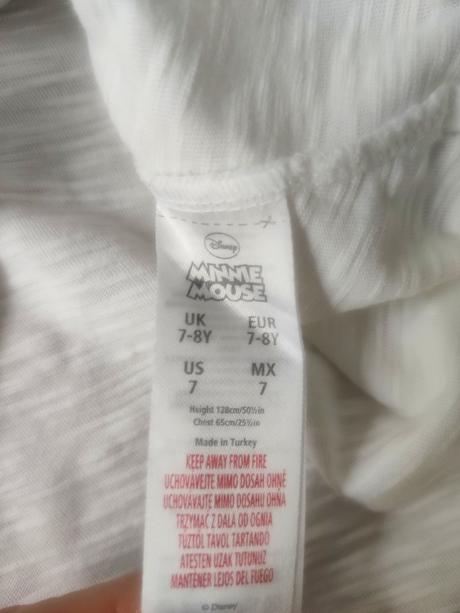 Disney
MINNIE
MOUSE
UK EUR
7-8Y 7-8Y
US MX
7 7
Height 128cm/50½in
Chest 65cm/25½in
Made in Turkey
KEEP AWAY FROM FIRE
UCHOVÁVEJTE MIMO DOSAH OHNĚ
UCHOVÁVAJTE MIMO DOSAHU OHŇA
TRZYMAĆ Z DALA OD OGNIA
TŰZTŐL TÁVOL TARTANDÓ
ATEŞTEN UZAK TUTUNUZ
MANTENER LEJOS DEL FUEGO
© Disney